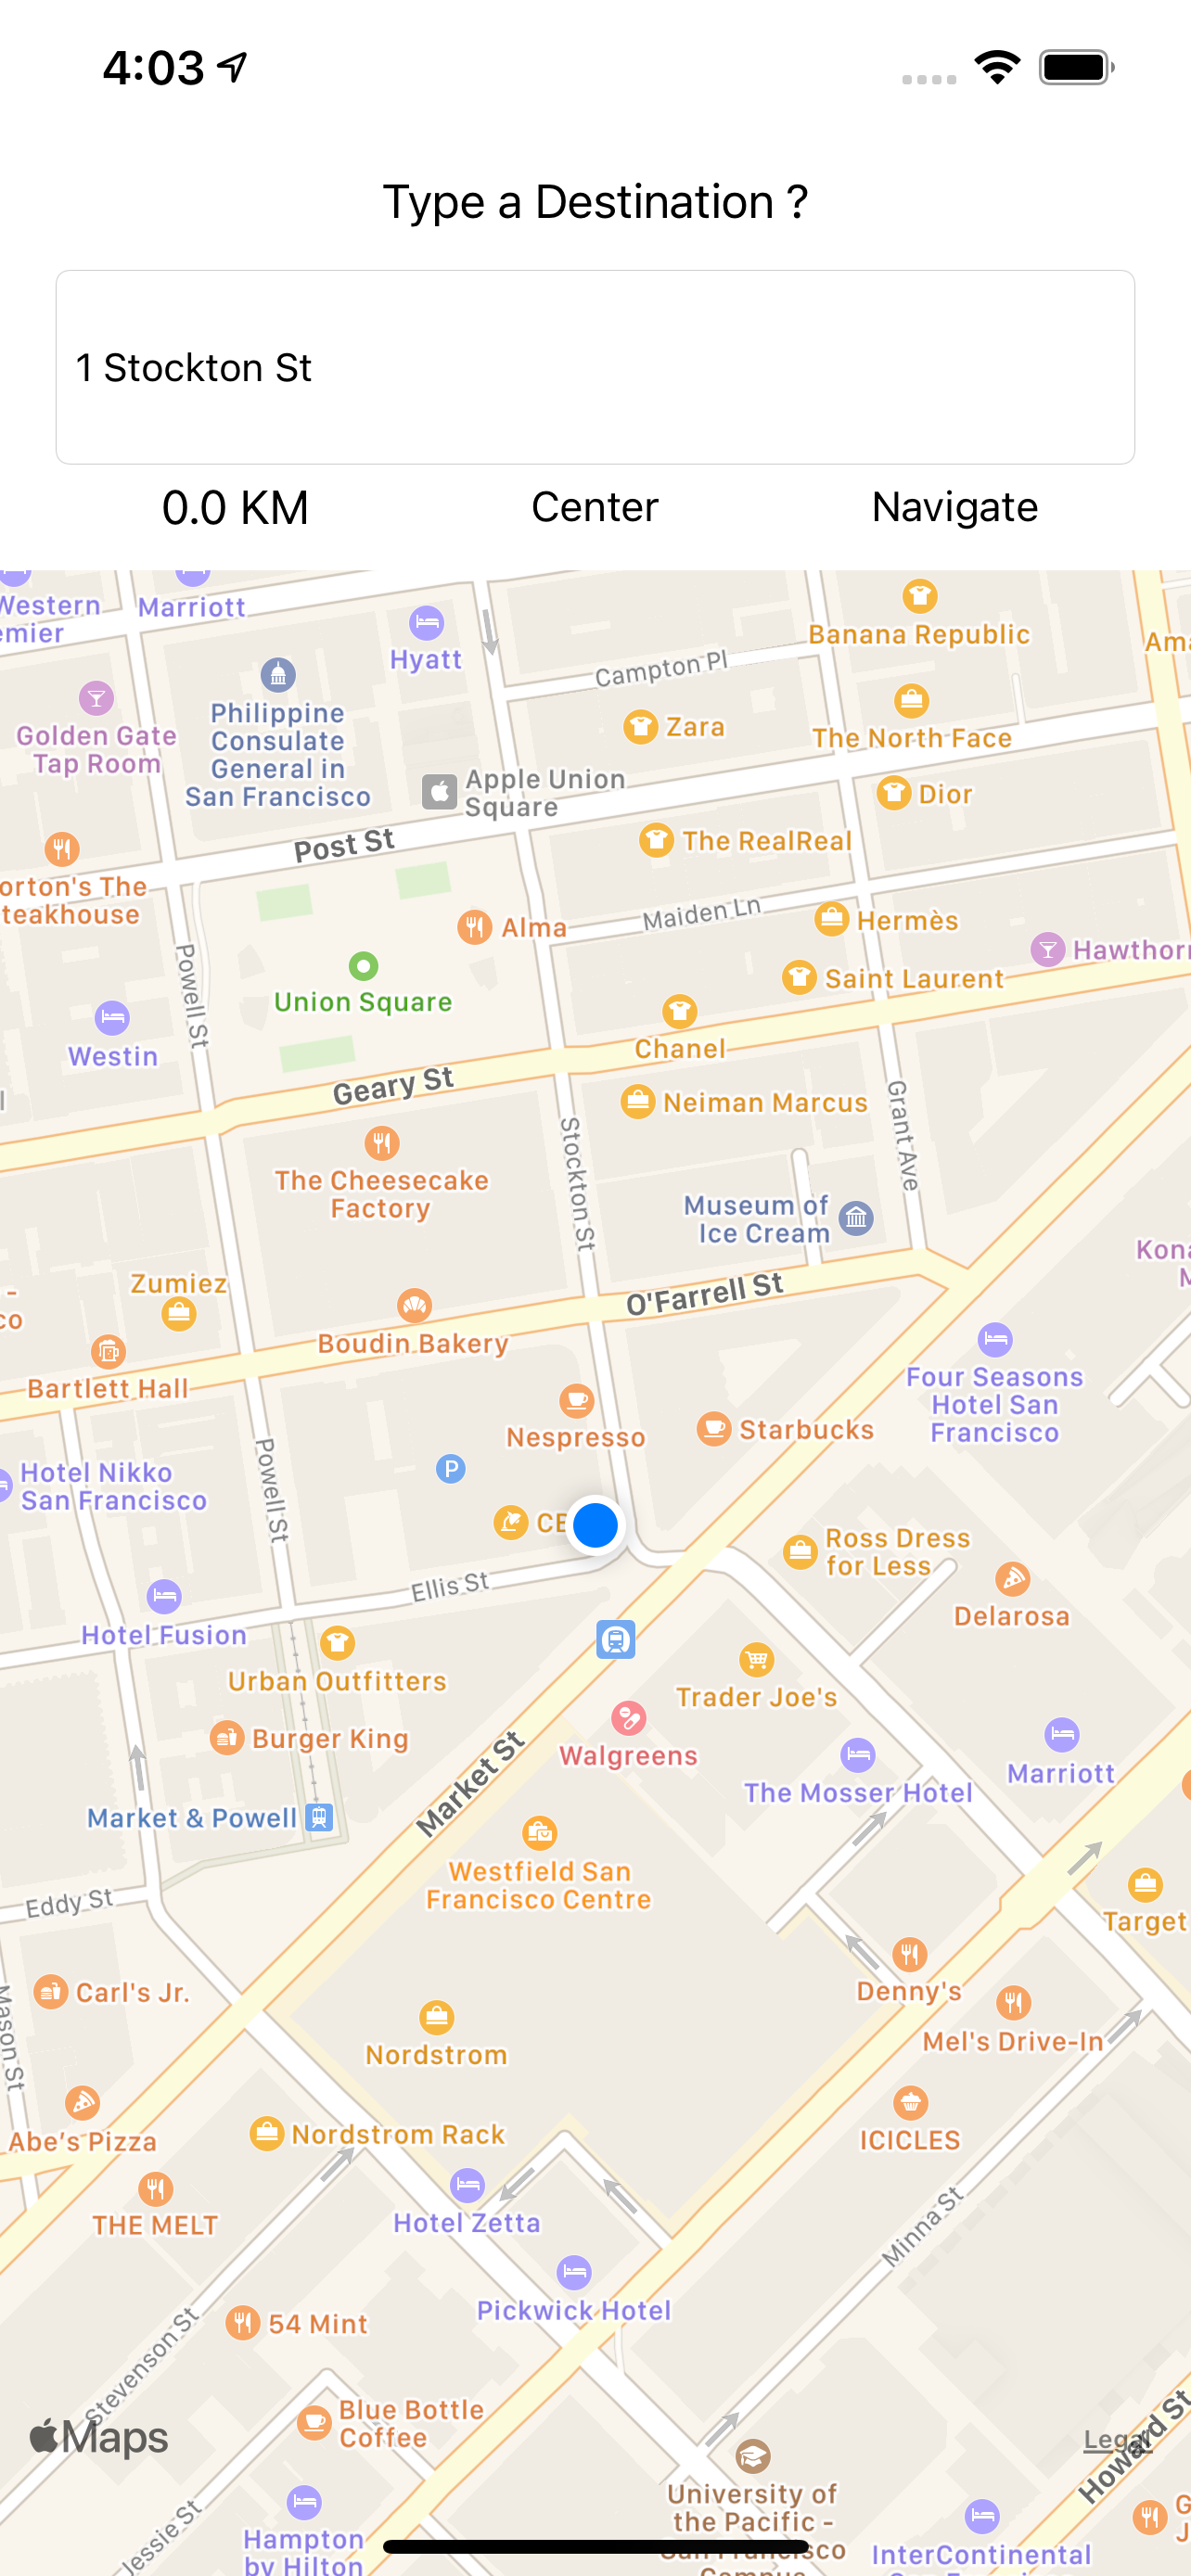 4:03
Type a Destination ?
1 Stockton St
0.0 KM
Center
Navigate
Western
Marriott
Hyatt
Banana Republic
Campton Pl
Golden Gate
Tap Room
Philippine
Consulate
General in
San Francisco
Zara
The North Face
Apple Union
Square
Dior
Post St
The RealReal
Alma
Maiden Ln
Hermès
Powell St
Union Square
Saint Laurent
Westin
Chanel
Geary St
Neiman Marcus
Stockton St
Grant Ave
The Cheesecake
Factory
Museum of
Ice Cream
Zumiez
O'Farrell St
Boudin Bakery
Bartlett Hall
Four Seasons
Hotel San
Francisco
Nespresso
Starbucks
Hotel Nikko
San Francisco
Powell St
P
Ross Dress
for Less
Ellis St
Delarosa
Hotel Fusion
Urban Outfitters
Trader Joe's
Burger King
Market St
Walgreens
The Mosser Hotel
Marriott
Market & Powell
Westfield San
Francisco Centre
Eddy St
Target
Carl's Jr.
Denny's
Mason St
Nordstrom
Mel's Drive-In
Abe's Pizza
Nordstrom Rack
ICICLES
THE MELT
Hotel Zetta
Minna St
Pickwick Hotel
54 Mint
Stevenson St
Blue Bottle
Coffee
Maps
Legal
Howard St
University of
the Pacific -
Jessie St
Hampton
by Hilton
InterContinental